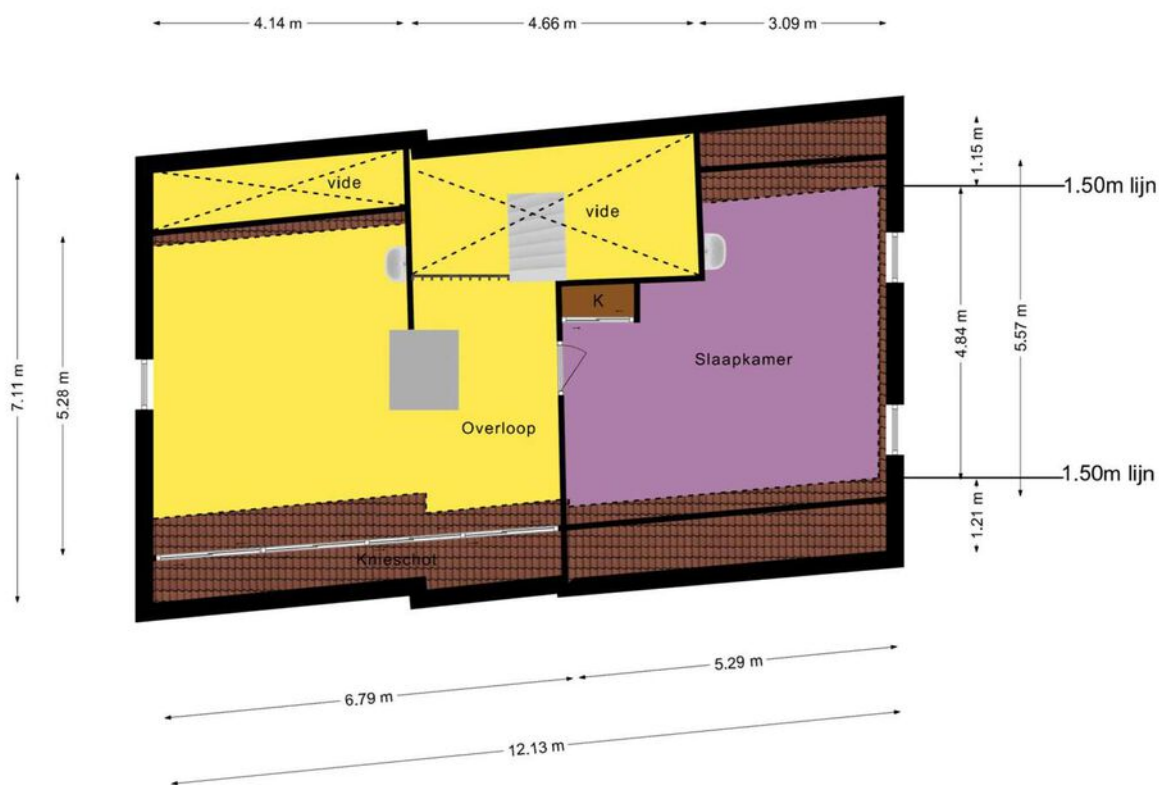 4.14 m
4.66 m
3.09 m
vide
vide
1.15 m
1.50m lijn
7.11 m
5.28 m
K
Slaapkamer
4.84 m
5.57 m
Overloop
1.50m lijn
1.21 m
Knieschot
5.29 m
6.79 m
12.13 m